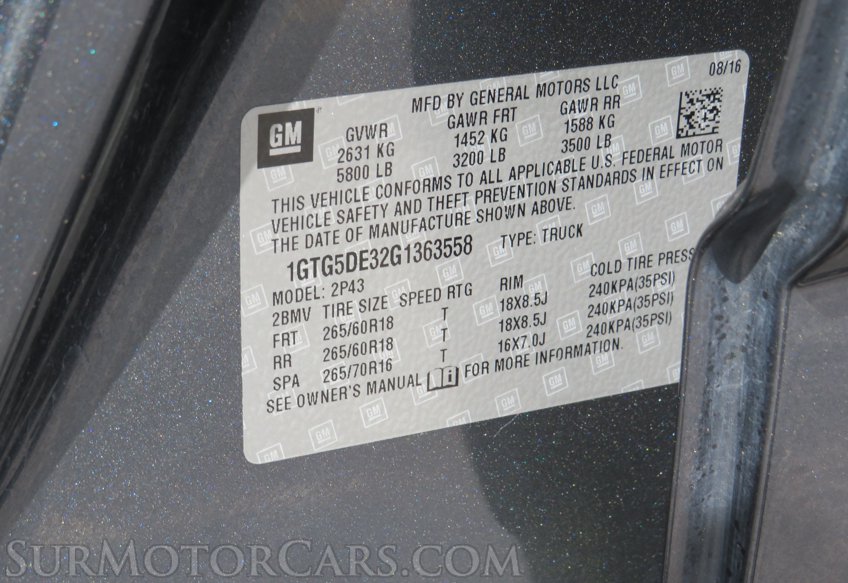 08/16
GM
MFD BY GENERAL MOTORS LLC
GVWR GAWR FRT GAWR RR
2631 KG 1452 KG 1588 KG
5800 LB 3200 LB 3500 LB
THIS VEHICLE CONFORMS TO ALL APPLICABLE U.S. FEDERAL MOTOR
VEHICLE SAFETY AND THEFT PREVENTION STANDARDS IN EFFECT ON
THE DATE OF MANUFACTURE SHOWN ABOVE.
1GTG5DE32G1363558 TYPE: TRUCK
MODEL: 2P43
2BMV TIRE SIZE SPEED RTG RIM COLD TIRE PRESS
FRT 265/60R18 T 18X8.5J 240KPA(35PSI)
RR 265/60R18 T 18X8.5J 240KPA(35PSI)
SPA 265/70R16 T 16X7.0J 240KPA(35PSI)
SEE OWNER'S MANUAL FOR MORE INFORMATION.
SURMOTORCARS.COM